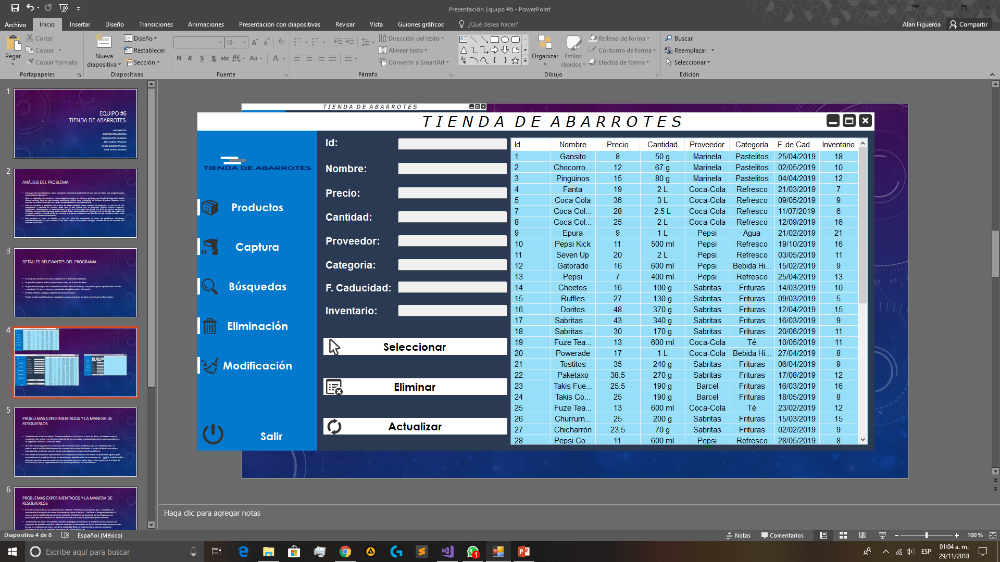 Presentación Equipo #6 - PowerPoint
Archivo Inicio Insertar Diseño Transiciones Animaciones Presentación con diapositivas Revisar Vista Guiones gráficos ¿Qué desea hacer? Alan Figueroa Compartir
Pegar Cortar Copiar Copiar formato
Nueva diapositiva Diseño Restablecer Sección
18+
N K S S abc AV Aa A
Dirección del texto
Alinear texto
Convertir a SmartArt
Organizar Estilos rápidos
Relleno de forma
Contorno de forma
Efectos de forma
Buscar
Reemplazar
Seleccionar
Portapapeles Diapositivas Fuente Párrafo Dibujo Edición
1
EQUIPO #6
TIENDA DE ABARROTES
INTEGRANTES:
ALAN FIGUEROA IGLESIAS
CAMPOS REYES SALVADOR
ARCE GARCIA OSWALDO
SIERRA RODRIGUEZ KARLA
VIERA GOMEZ ANTONIO
2
ANÁLISIS DEL PROBLEMA
3
DETALLES RELEVANTES DEL PROGRAMA
4
5
PROBLEMAS EXPERIMENTADOS Y LA MANERA DE
RESOLVERLOS
6
PROBLEMAS EXPERIMENTADOS Y LA MANERA DE
RESOLVERLOS
TIENDA DE ABARROTES
TIENDA DE ABARROTES
TIENDA DE ABARROTES
Productos
Captura
Búsquedas
Eliminación
Modificación
Salir
Id:
Nombre:
Precio:
Cantidad:
Proveedor:
Categoría:
F. Caducidad:
Inventario:
Seleccionar
Eliminar
Actualizar
Id Nombre Precio Cantidad Proveedor Categoría F. de Cad... Inventario
1 Gansito 8 50 g Marinela Pastelitos 25/04/2019 18
2 Chocorro... 12 67 g Marinela Pastelitos 02/05/2019 10
3 Pingüinos 15 80 g Marinela Pastelitos 04/04/2019 12
4 Fanta 19 2 L Coca-Cola Refresco 21/03/2019 7
5 Coca Cola 36 3 L Coca-Cola Refresco 09/05/2019 9
7 Coca Col... 28 2.5 L Coca-Cola Refresco 11/07/2019 6
8 Coca Col... 25 2 L Coca-Cola Refresco 12/09/2019 16
9 Epura 9 1 L Pepsi Agua 21/02/2019 21
10 Pepsi Kick 11 500 ml Pepsi Refresco 19/10/2019 16
11 Seven Up 20 2 L Pepsi Refresco 03/05/2019 11
12 Gatorade 16 600 ml Pepsi Bebida Hi... 15/02/2019 9
13 Pepsi 7 400 ml Pepsi Refresco 25/04/2019 13
14 Cheetos 16 100 g Sabritas Frituras 14/03/2019 10
15 Ruffles 27 130 g Sabritas Frituras 09/03/2019 5
16 Doritos 48 370 g Sabritas Frituras 12/04/2019 15
17 Sabritas ... 43 340 g Sabritas Frituras 16/03/2019 9
18 Sabritas ... 30 170 g Sabritas Frituras 20/06/2019 11
19 Fuze Tea... 13 600 ml Coca-Cola Té 10/05/2019 11
20 Powerade 17 1 L Coca-Cola Bebida Hi... 27/04/2019 8
21 Tostitos 35 240 g Sabritas Frituras 06/04/2019 9
22 Paketaxo 38.5 270 g Sabritas Frituras 17/08/2019 12
23 Takis Fue... 25.5 190 g Barcel Frituras 16/03/2019 16
24 Takis Co... 25 190 g Barcel Frituras 18/05/2019 8
25 Fuze Tea... 13 600 ml Coca-Cola Té 23/02/2019 12
26 Churrum... 25 200 g Sabritas Frituras 15/03/2019 15
27 Chicharrón 23.5 70 g Sabritas Frituras 02/02/2019 9
28 Pepsi Co... 11 600 ml Pepsi Refresco 28/05/2019 8
Haga clic para agregar notas
Diapositiva 4 de 8 Español (México) Notas Comentarios 100 %
Escribe aquí para buscar
1
ESP
01:04 a. m.
29/11/2018